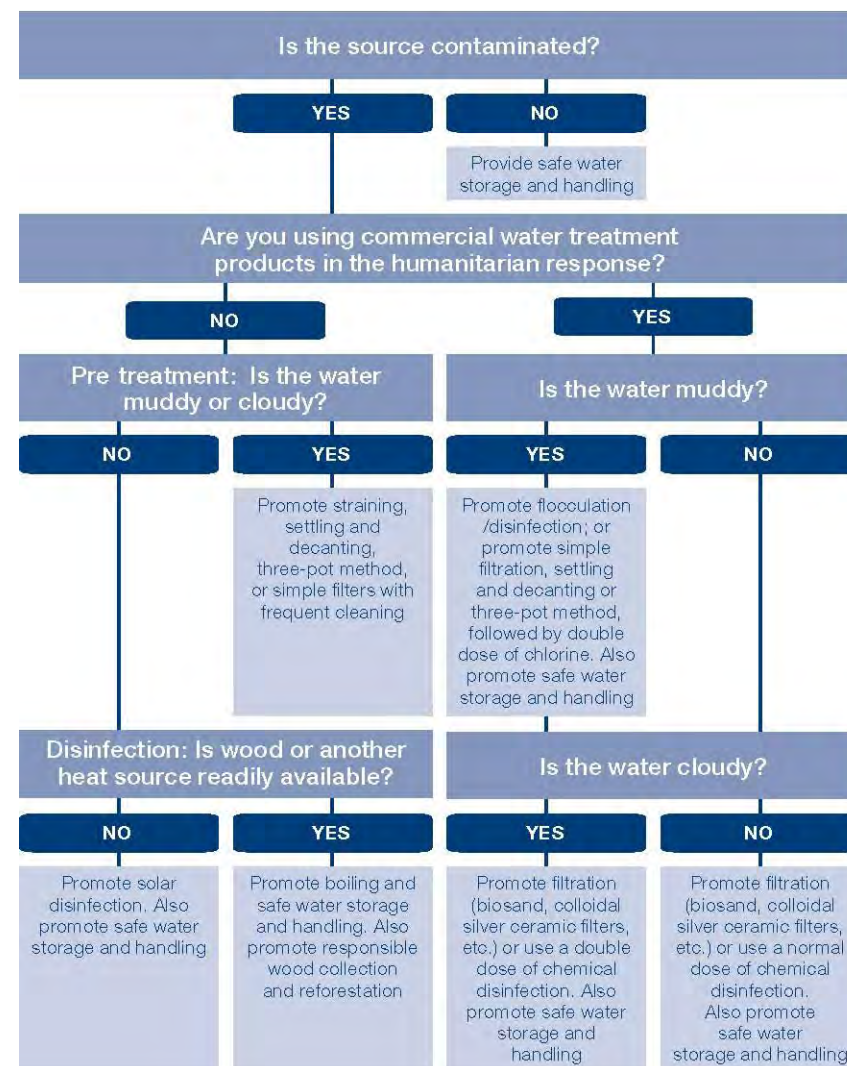 Is the source contaminated?
YES
NO
Provide safe water
storage and handling
Are you using commercial water treatment
products in the humanitarian response?
NO
YES
Pre treatment: Is the water
muddy or cloudy?
Is the water muddy?
NO
YES
YES
NO
Promote straining,
settling and
decanting,
three-pot method,
or simple filters with
frequent cleaning
Promote flocculation
/disinfection; or
promote simple
filtration, settling
and decanting or
three-pot method,
followed by double
dose of chlorine. Also
promote safe water
storage and handling
Disinfection: Is wood or another
heat source readily available?
Is the water cloudy?
NO
YES
YES
NO
Promote solar
disinfection. Also
promote safe water
storage and handling
Promote boiling and
safe water storage
and handling. Also
promote responsible
wood collection
and reforestation
Promote filtration
(biosand, colloidal
silver ceramic filters,
etc.) or use a double
dose of chemical
disinfection. Also
promote safe water
storage and
handling
Promote filtration
(biosand, colloidal
silver ceramic filters,
etc.) or use a normal
dose of chemical
disinfection.
Also promote
safe water
storage and handling